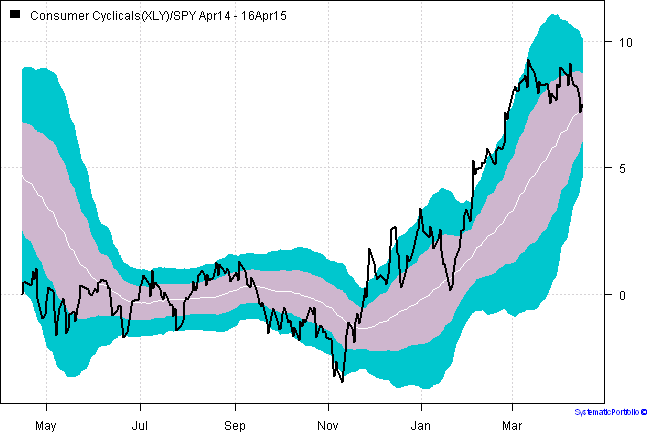 Consumer Cyclicals(XLY)/SPY Apr14 - 16Apr15
10
5
0
May Jul Sep Nov Jan Mar
SystematicPortfolio ©